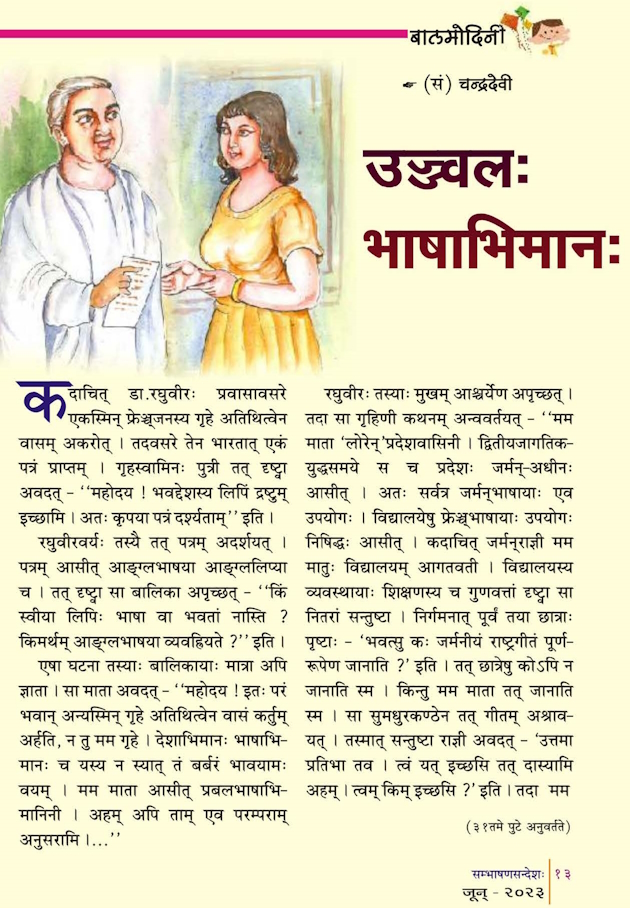 बालमोदिनी
☛ (सं) चन्द्रदेवी
उज्ज्वलः
भाषाभिमानः
कदाचित् डा.रघुवीरः प्रवासावसरे
एकस्मिन् फ्रेञ्चजनस्य गृहे अतिथित्वेन
वासम् अकरोत् । तदवसरे तेन भारतात् एकं
पत्रं प्राप्तम् । गृहस्वामिनः पुत्री तत् दृष्ट्वा
अवदत् – ‘‘महोदय ! भवद्देशस्य लिपिं द्रष्टुम्
इच्छामि । अतः कृपया पत्रं दर्श्यताम्’’ इति ।
रघुवीरवर्यः तस्यै तत् पत्रम् अदर्शयत् ।
पत्रम् आसीत् आङ्ग्लभाषया आङ्ग्ललिप्या
च । तत् दृष्ट्वा सा बालिका अपृच्छत् – ‘‘किं
स्वीया लिपिः भाषा वा भवतां नास्ति ?
किमर्थम् आङ्ग्लभाषया व्यवह्रियते ?’’ इति ।
एषा घटना तस्याः बालिकायाः मात्रा अपि
ज्ञाता । सा माता अवदत् – ‘‘महोदय ! इतः परं
भवान् अन्यस्मिन् गृहे अतिथित्वेन वासं कर्तुम्
अर्हति, न तु मम गृहे । देशाभिमानः भाषाभि–
मानः च यस्य न स्यात् तं बर्बरं भावयामः
वयम् । मम माता आसीत् प्रबलभाषाभि–
मानिनी । अहम् अपि ताम् एव परम्पराम्
अनुसरामि ।...’’
रघुवीरः तस्याः मुखम् आश्चर्येण अपृच्छत् ।
तदा सा गृहिणी कथनम् अन्ववर्तयत् – ‘‘मम
माता ‘लोरेन्’प्रदेशवासिनी । द्वितीयजागतिक–
युद्धसमये स च प्रदेशः जर्मन्-अधीनः
आसीत् । अतः सर्वत्र जर्मन्भाषायाः एव
उपयोगः । विद्यालयेषु फ्रेञ्चभाषायाः उपयोगः
निषिद्धः आसीत् । कदाचित् जर्मन्राज्ञी मम
मातुः विद्यालयम् आगतवती । विद्यालयस्य
व्यवस्थायाः शिक्षणस्य च गुणवत्तां दृष्ट्वा सा
नितरां सन्तुष्टा । निर्गमनात् पूर्वं तया छात्राः
पृष्टाः – ‘भवत्सु कः जर्मनीयं राष्ट्रगीतं पूर्ण–
रूपेण जानाति ?’ इति । तत् छात्रेषु कोऽपि न
जानाति स्म । किन्तु मम माता तत् जानाति
स्म । सा सुमधुरकण्ठेन तत् गीतम् अश्राव–
यत् । तस्मात् सन्तुष्टा राज्ञी अवदत् – ‘उत्तमा
प्रतिभा तव । त्वं यत् इच्छसि तत् दास्यामि
अहम् । त्वम् किम् इच्छसि ?’ इति । तदा मम
(३१तमे पुटे अनुवर्तते)
सम्भाषणसन्देशः १३
जून् - २०२३